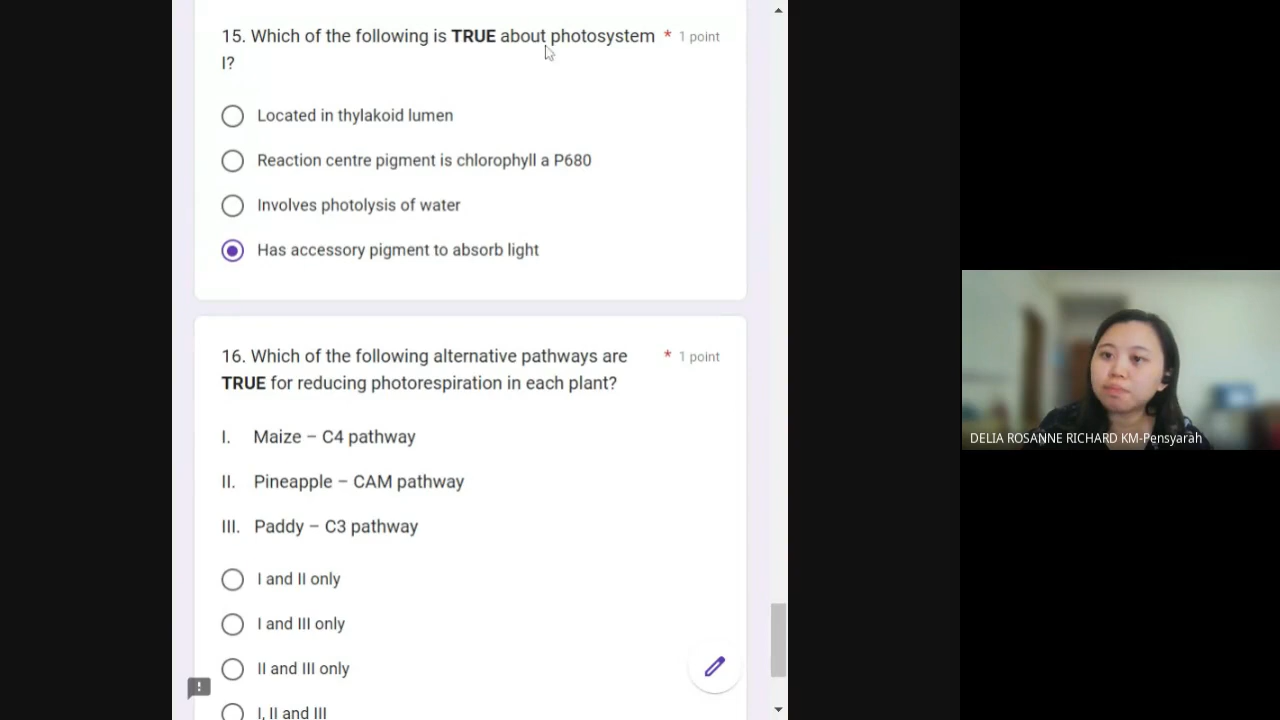 15. Which of the following is TRUE about photosystem * 1 point
I?
Located in thylakoid lumen
Reaction centre pigment is chlorophyll a P680
Involves photolysis of water
Has accessory pigment to absorb light
16. Which of the following alternative pathways are * 1 point
TRUE for reducing photorespiration in each plant?
I. Maize – C4 pathway
II. Pineapple – CAM pathway
III. Paddy – C3 pathway
I and II only
I and III only
II and III only
I, II and III
DELIA ROSANNE RICHARD KM-Pensyarah